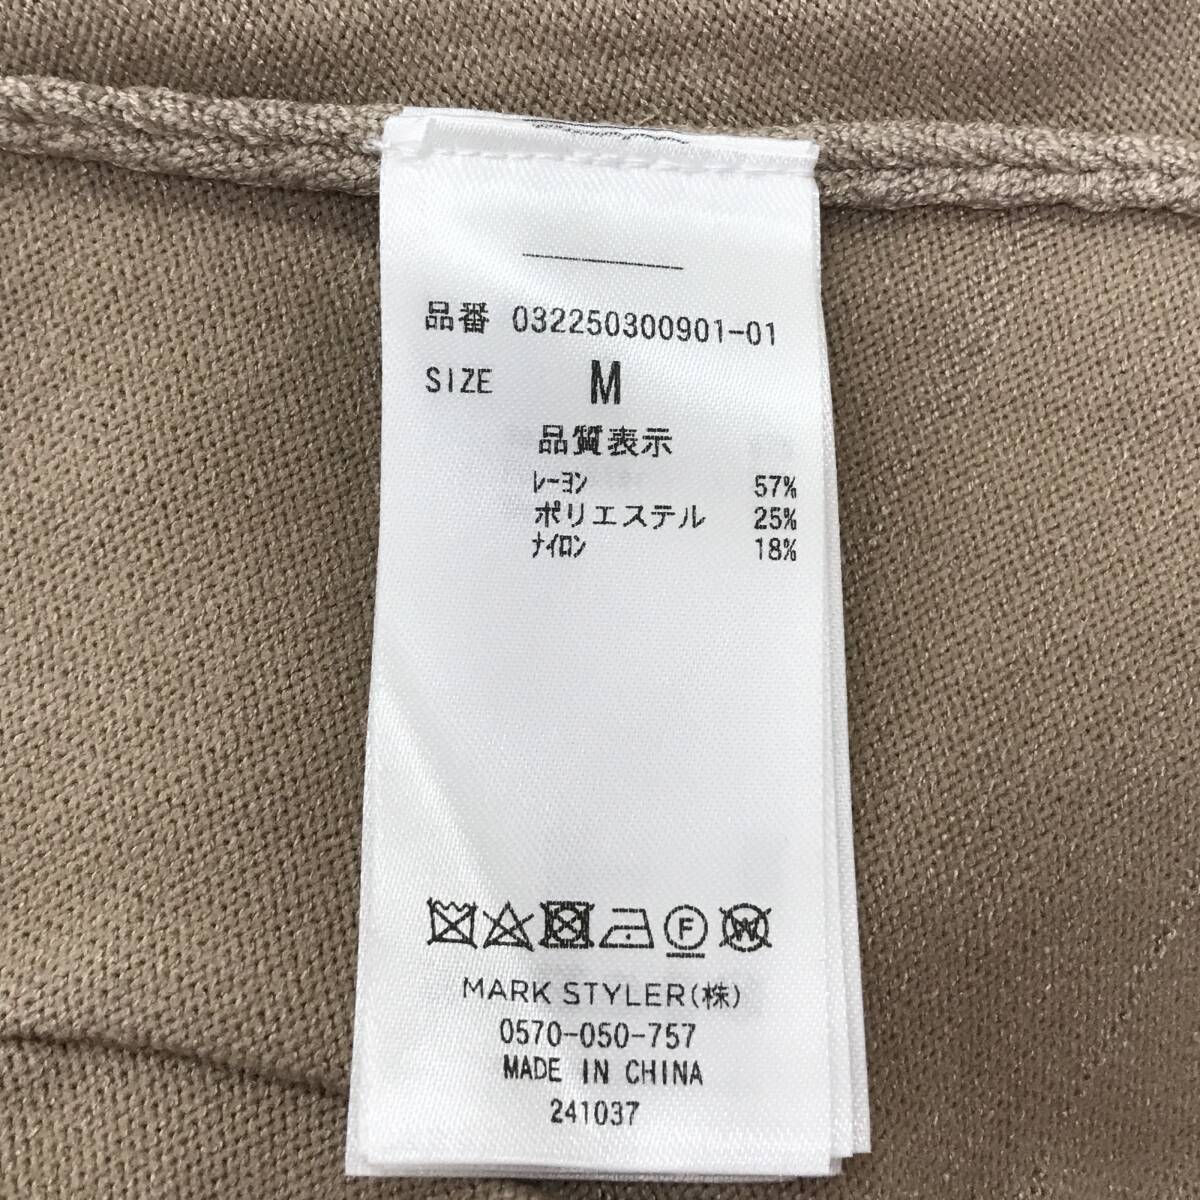 品番 032250300901-01
SIZE M
品質表示
ﾚｰﾖﾝ 57%
ポリエステル 25%
ﾅｲﾛﾝ 18%
F W
MARK STYLER(株)
0570-050-757
MADE IN CHINA
241037